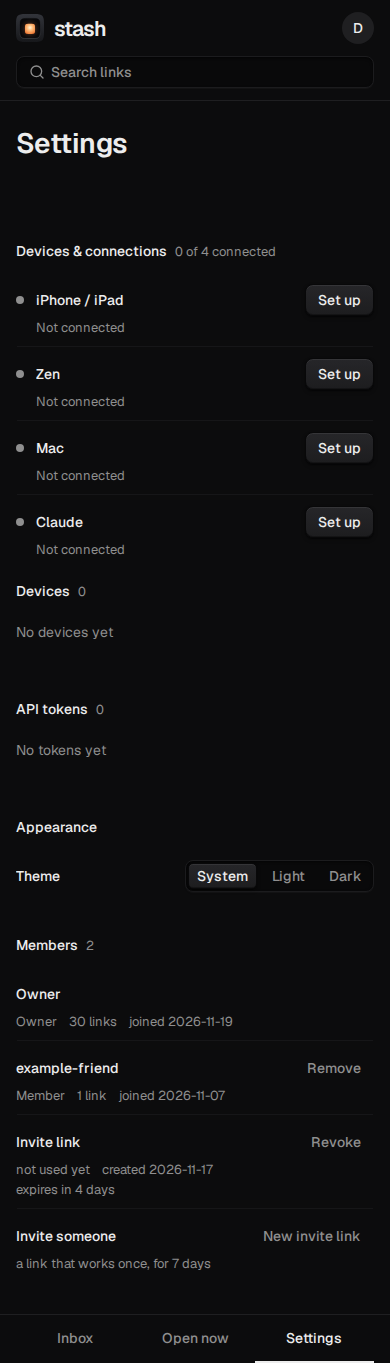 stash
D
Search links
Settings
Devices & connections 0 of 4 connected
iPhone / iPad
Set up
Not connected
Zen
Set up
Not connected
Mac
Set up
Not connected
Claude
Set up
Not connected
Devices 0
No devices yet
API tokens 0
No tokens yet
Appearance
Theme
System Light Dark
Members 2
Owner
Owner 30 links joined 2026-11-19
example-friend
Remove
Member 1 link joined 2026-11-07
Invite link
Revoke
not used yet created 2026-11-17
expires in 4 days
Invite someone
New invite link
a link that works once, for 7 days
Inbox Open now Settings